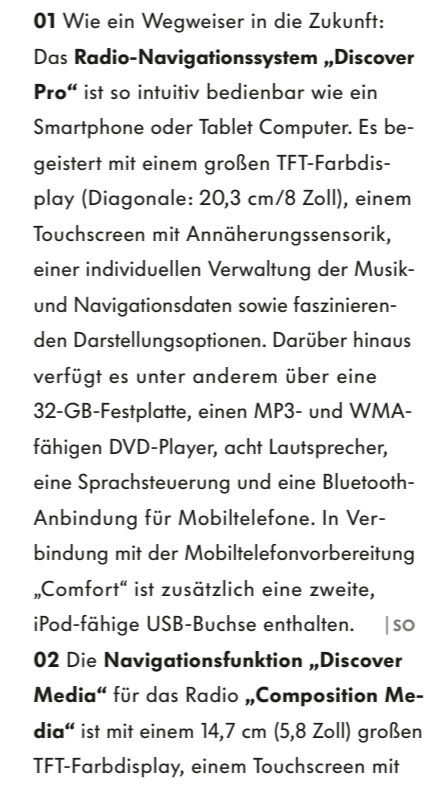 01 Wie ein Wegweiser in die Zukunft:
Das Radio-Navigationssystem „Discover
Pro“ ist so intuitiv bedienbar wie ein
Smartphone oder Tablet Computer. Es be-
geistert mit einem großen TFT-Farbdis-
play (Diagonale: 20,3 cm/8 Zoll), einem
Touchscreen mit Annäherungssensorik,
einer individuellen Verwaltung der Musik-
und Navigationsdaten sowie faszinieren-
den Darstellungsoptionen. Darüber hinaus
verfügt es unter anderem über eine
32-GB-Festplatte, einen MP3- und WMA-
fähigen DVD-Player, acht Lautsprecher,
eine Sprachsteuerung und eine Bluetooth-
Anbindung für Mobiltelefone. In Ver-
bindung mit der Mobiltelefonvorbereitung
„Comfort“ ist zusätzlich eine zweite,
iPod-fähige USB-Buchse enthalten. | SO
02 Die Navigationsfunktion „Discover
Media“ für das Radio „Composition Me-
dia“ ist mit einem 14,7 cm (5,8 Zoll) großen
TFT-Farbdisplay, einem Touchscreen mit